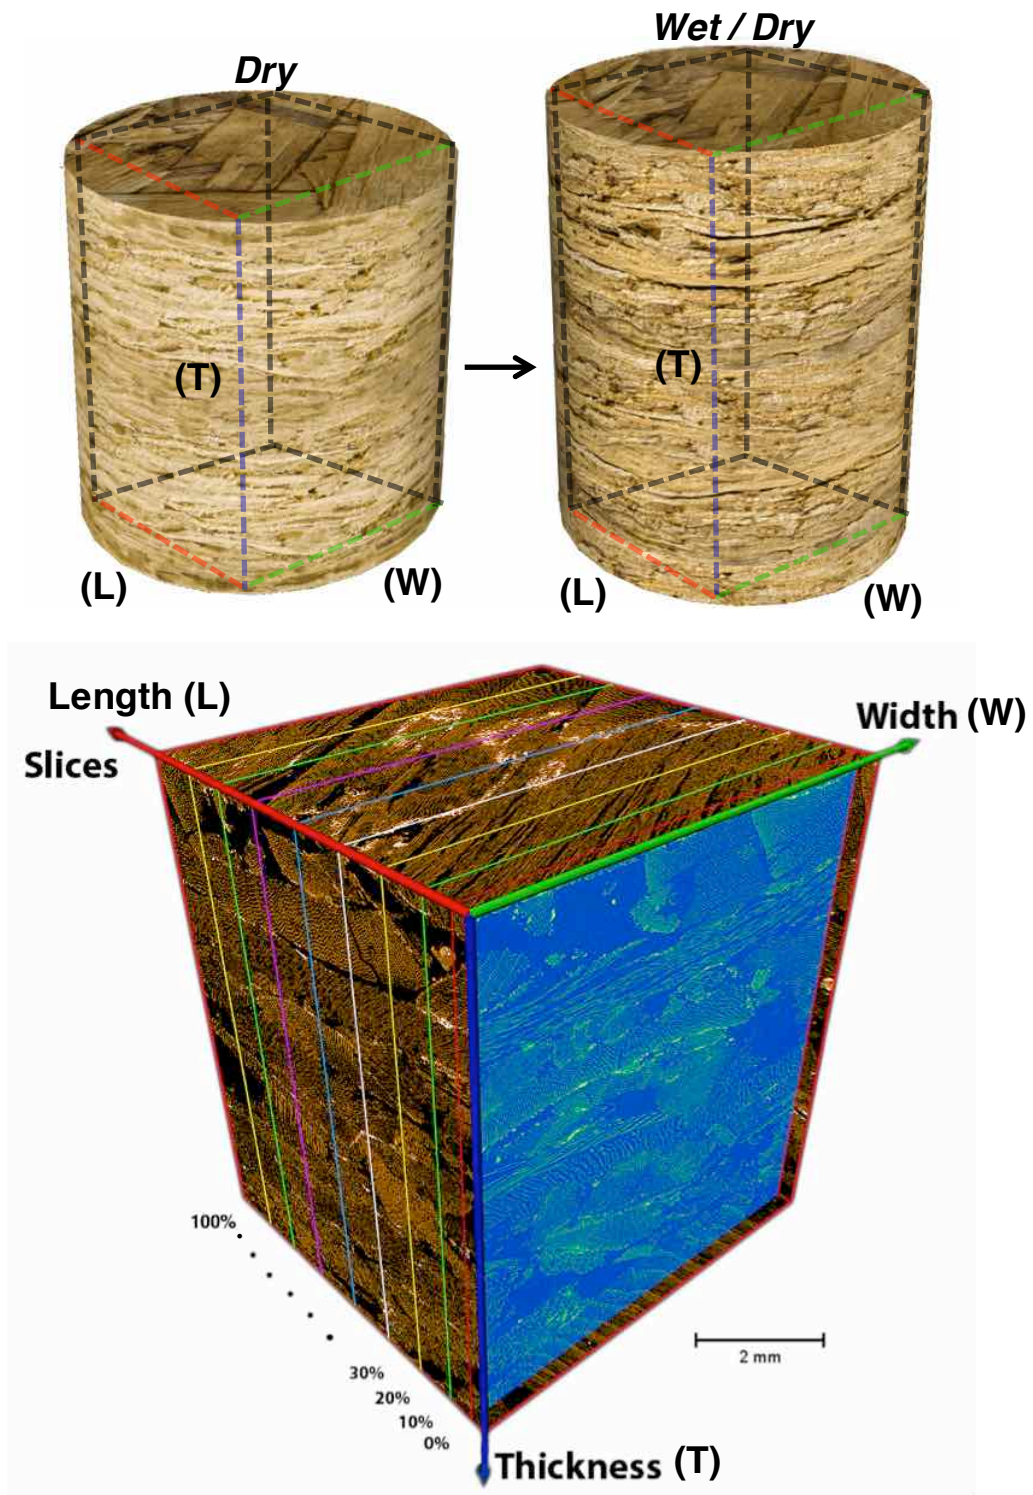 Dry
Wet / Dry
(T)
(T)
(L)
(W)
(L)
(W)
Length (L)
Slices
Width (W)
100%
30%
20%
10%
0%
2 mm
Thickness (T)